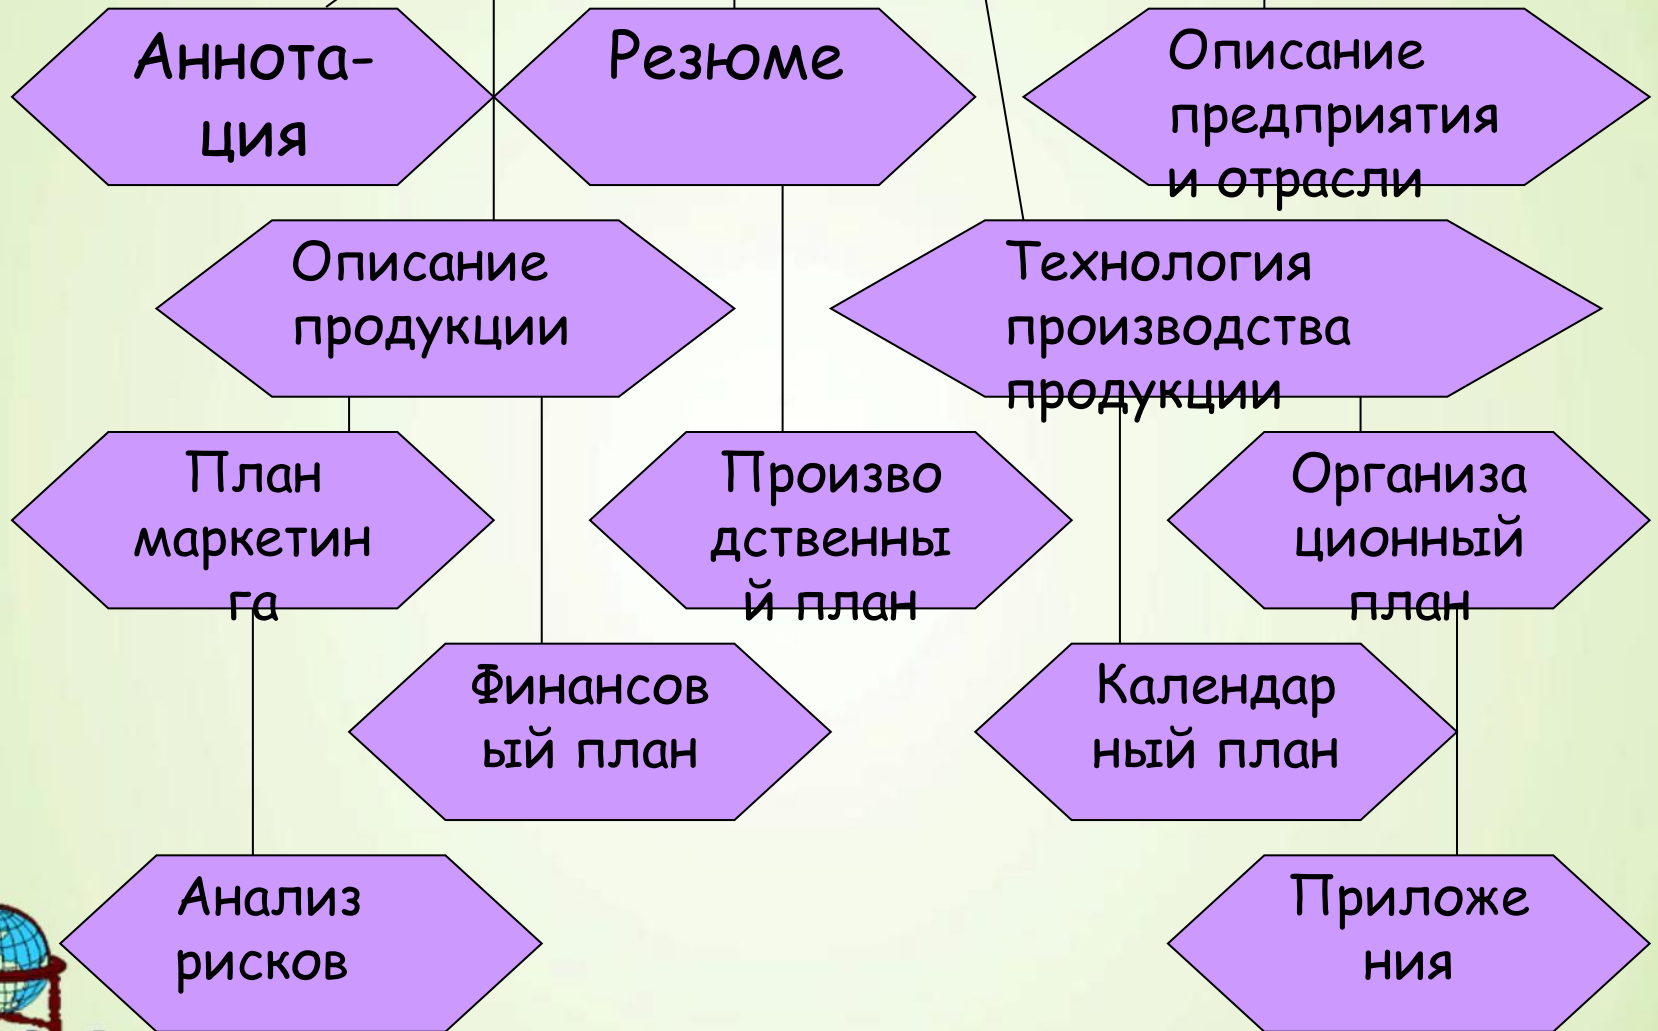 Аннота-
ция
Резюме
Описание
предприятия
и отрасли
Описание
продукции
Технология
производства
продукции
План
маркетин
га
Произво
дственны
й план
Организа
ционный
план
Финансов
ый план
Календар
ный план
Анализ
рисков
Приложе
ния